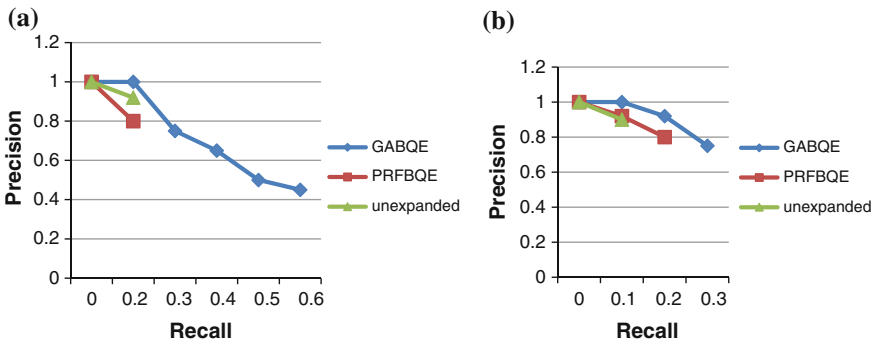 (a)
1.2
1
0.8
0.6
0.4
0.2
0
Precision
0 0.2 0.3 0.4 0.5 0.6
Recall
GABQE
PRFBQE
unexpanded
(b)
1.2
1
0.8
0.6
0.4
0.2
0
Precision
0 0.1 0.2 0.3
Recall
GABQE
PRFBQE
unexpanded